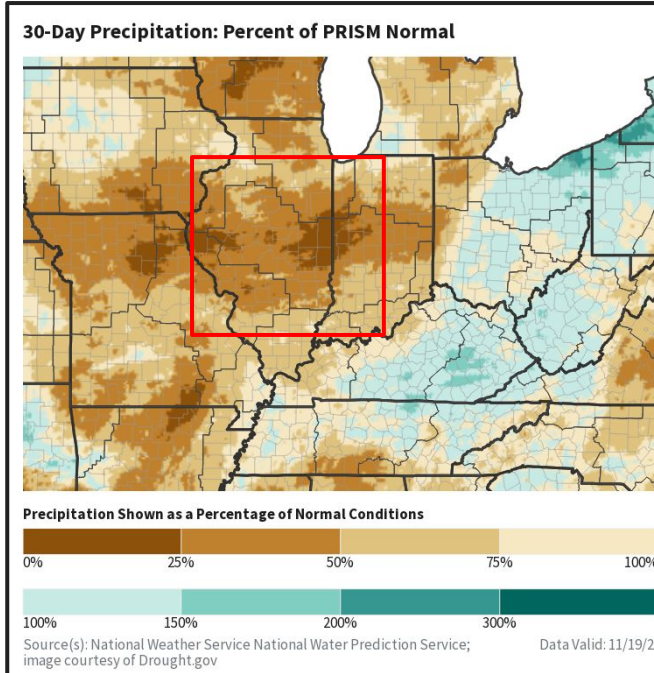 30-Day Precipitation: Percent of PRISM Normal
Precipitation Shown as a Percentage of Normal Conditions
0% 25% 50% 75% 100%
100% 150% 200% 300%
Source(s): National Weather Service National Water Prediction Service; Data Valid: 11/19/2
image courtesy of Drought.gov